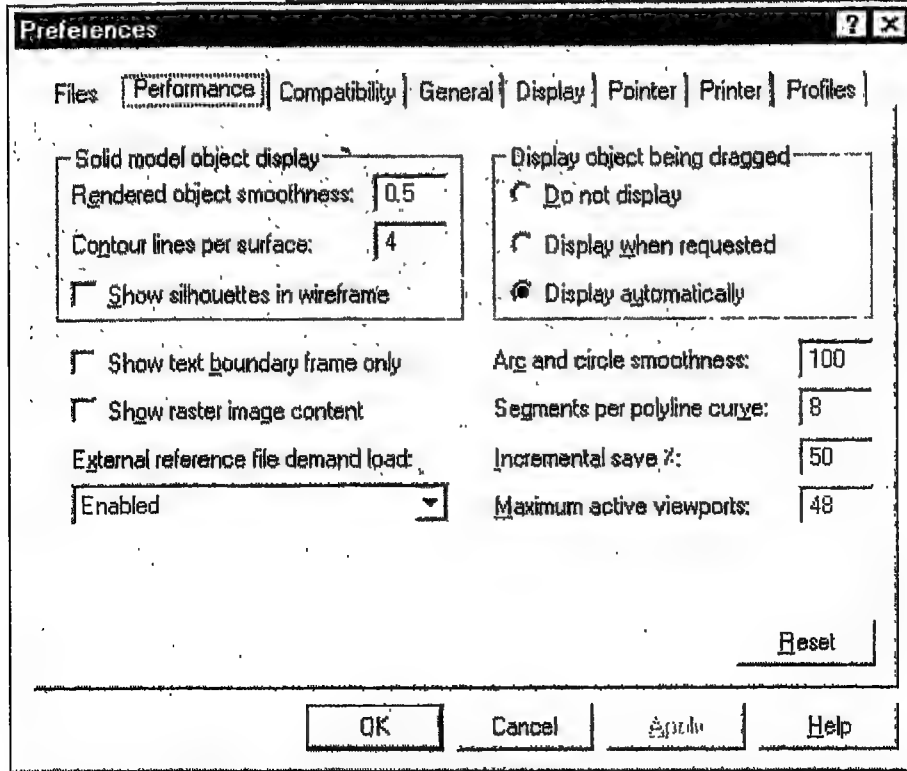 Preferences
Files Performance Compatibility General Display Pointer Printer Profiles
Solid model object display
Rendered object smoothness: 0.5
Contour lines per surface: 4
Show silhouettes in wireframe
Display object being dragged
Do not display
Display when requested
Display automatically
Show text boundary frame only
Show raster image content
External reference file demand load:
Enabled
Arc and circle smoothness: 100
Segments per polyline curve: 8
Incremental save %: 50
Maximum active viewports: 48
Reset
OK Cancel Apply Help